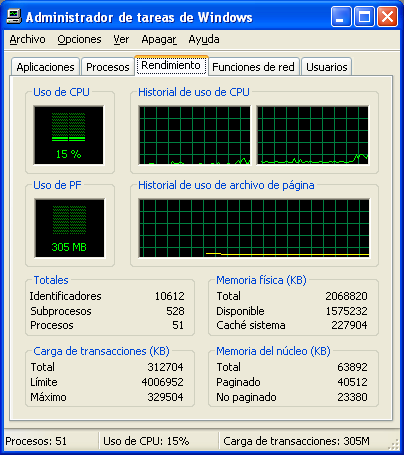 Administrador de tareas de Windows
Archivo Opciones Ver Apagar Ayuda
Aplicaciones Procesos Rendimiento Funciones de red Usuarios
Uso de CPU Historial de uso de CPU
15 %
Uso de PF Historial de uso de archivo de página
305 MB
Totales
Identificadores 10612
Subprocesos 528
Procesos 51
Memoria física (KB)
Total 2068820
Disponible 1575232
Caché sistema 227904
Carga de transacciones (KB)
Total 312704
Límite 4006952
Máximo 329504
Memoria del núcleo (KB)
Total 63892
Paginado 40512
No paginado 23380
Procesos: 51 Uso de CPU: 15% Carga de transacciones: 305M